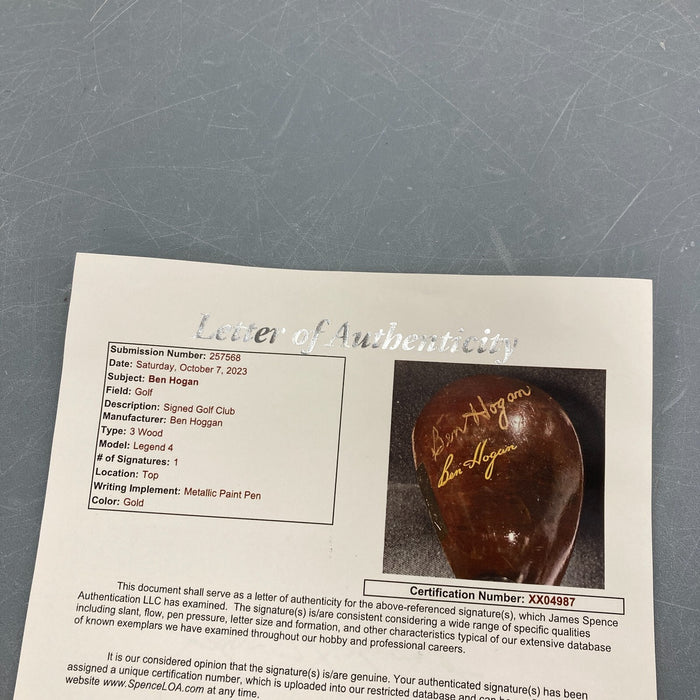 Letter of Authenticity
Submission Number: 257568
Date: Saturday, October 7, 2023
Subject: Ben Hogan
Field: Golf
Description: Signed Golf Club
Manufacturer: Ben Hoggan
Type: 3 Wood
Model: Legend 4
# of Signatures: 1
Location: Top
Writing Implement: Metallic Paint Pen
Color: Gold
Ben Hogan
Ben Hogan
Certification Number: XX04987
This document shall serve as a letter of authenticity for the above-referenced signature(s), which James Spence
Authentication LLC has examined. The signature(s) is/are consistent considering a wide range of specific qualities
including slant, flow, pen pressure, letter size and formation, and other characteristics typical of our extensive database
of known exemplars we have examined throughout our hobby and professional careers.
It is our considered opinion that the signature(s) is/are genuine. Your authenticated signature(s) has been
assigned a unique certification number, which is uploaded into our restricted database and can be
website www.SpenceLOA.com at any time.